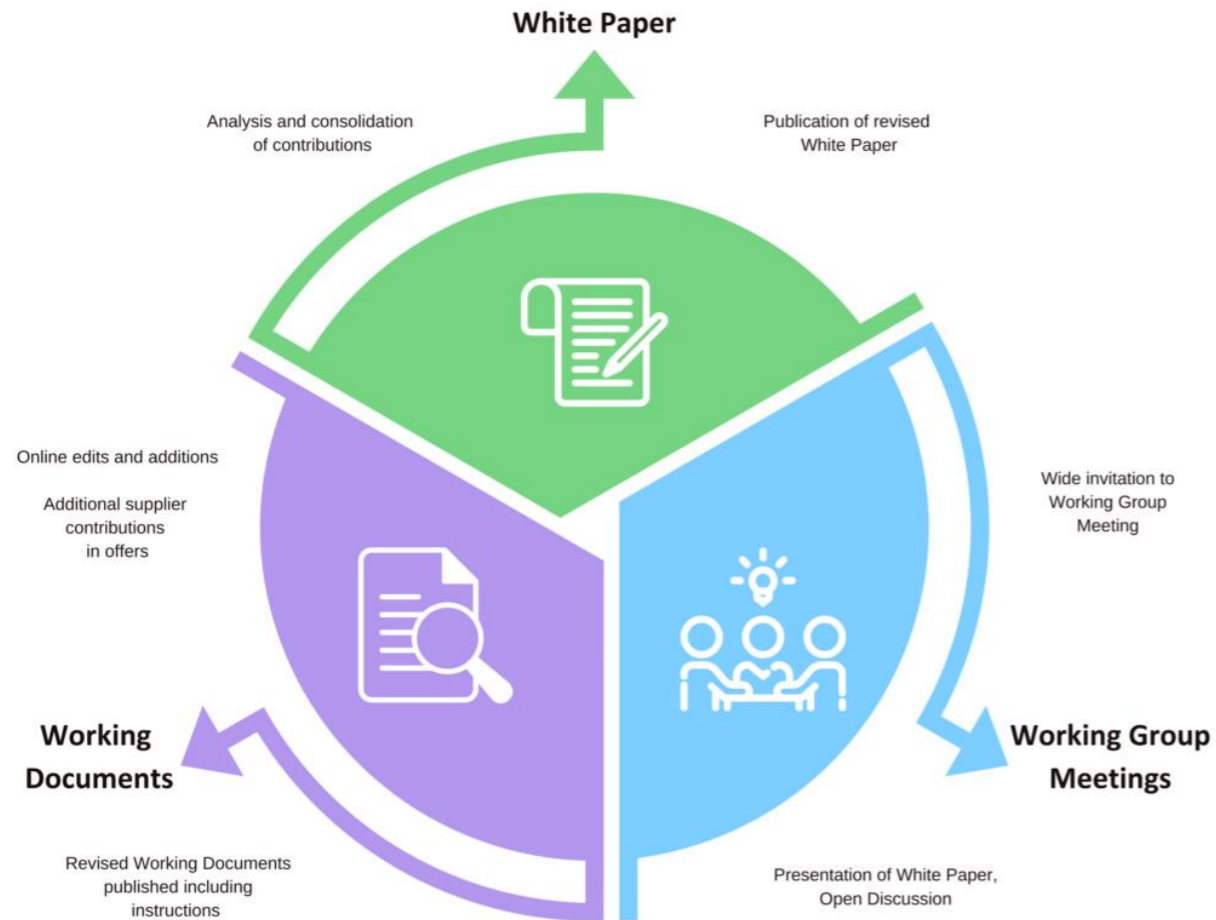 White Paper
Analysis and consolidation
of contributions
Publication of revised
White Paper
Online edits and additions
Additional supplier
contributions
in offers
Wide invitation to
Working Group
Meeting
Working
Documents
Working Group
Meetings
Revised Working Documents
published including
instructions
Presentation of White Paper,
Open Discussion